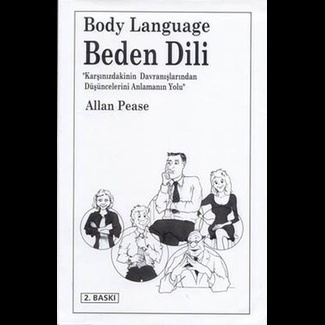 Body Language
Beden Dili
"Karşınızdakinin Davranışlarından
Düşüncelerini Anlamanın Yolu"
Allan Pease
2. BASKI